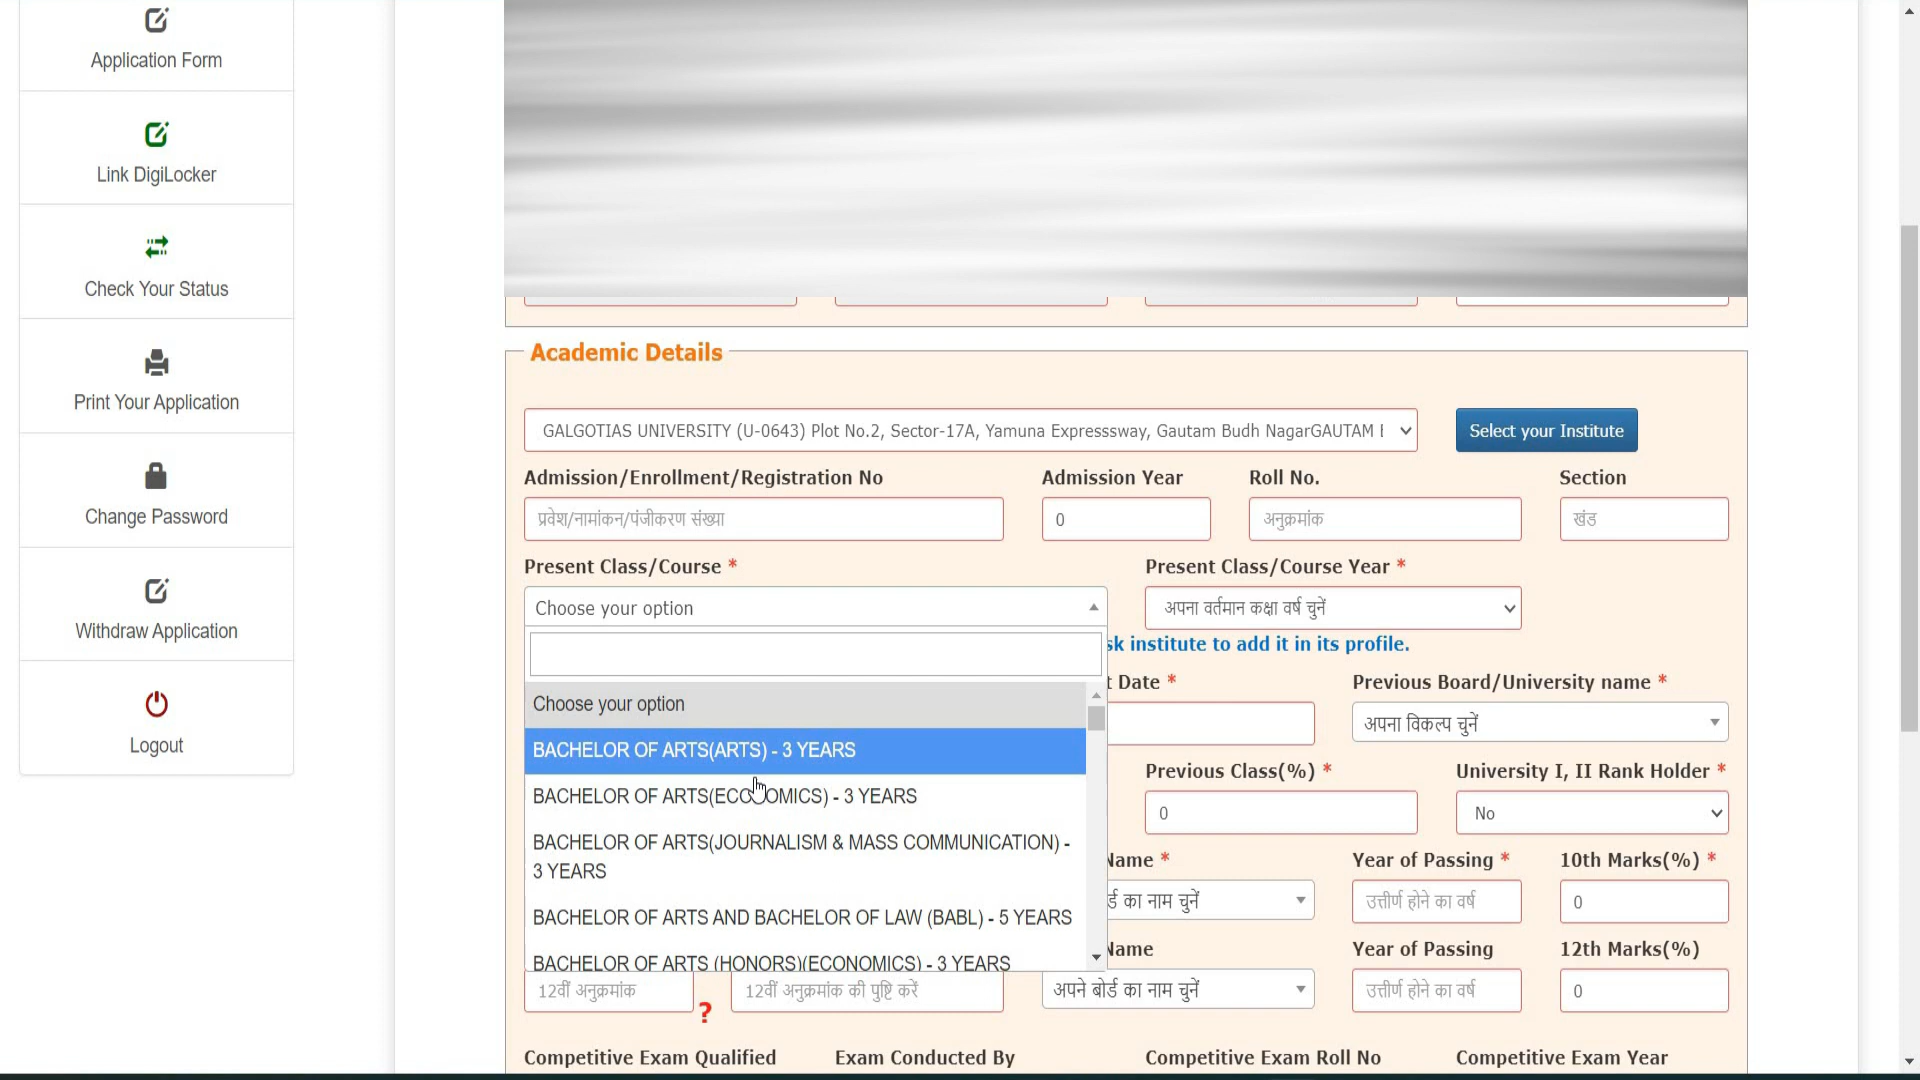 Application Form
Link DigiLocker
Check Your Status
Print Your Application
Change Password
Withdraw Application
Logout
Academic Details
GALGOTIAS UNIVERSITY (U-0643) Plot No.2, Sector-17A, Yamuna Expresssway, Gautam Budh NagarGAUTAM
Select your Institute
Admission/Enrollment/Registration No
Admission Year
Roll No.
Section
प्रवेश/नामांकन/पंजीकरण संख्या
0
अनुक्रमांक
खंड
Present Class/Course *
Present Class/Course Year *
Choose your option
अपना वर्तमान कक्षा वर्ष चुनें
sk institute to add it in its profile.
Choose your option
BACHELOR OF ARTS(ARTS) - 3 YEARS
BACHELOR OF ARTS(ECONOMICS) - 3 YEARS
BACHELOR OF ARTS(JOURNALISM & MASS COMMUNICATION) -
3 YEARS
BACHELOR OF ARTS AND BACHELOR OF LAW (BABL) - 5 YEARS
BACHELOR OF ARTS (HONORS)(ECONOMICS) - 3 YEARS
t Date *
Previous Board/University name *
अपना विकल्प चुनें
Previous Class(%) *
University I, II Rank Holder *
0
No
Name *
Year of Passing *
10th Marks(%) *
र्ड का नाम चुनें
उत्तीर्ण होने का वर्ष
0
Name
Year of Passing
12th Marks(%)
12वीं अनुक्रमांक
?
12वीं अनुक्रमांक की पुष्टि करें
अपने बोर्ड का नाम चुनें
उत्तीर्ण होने का वर्ष
0
Competitive Exam Qualified
Exam Conducted By
Competitive Exam Roll No
Competitive Exam Year